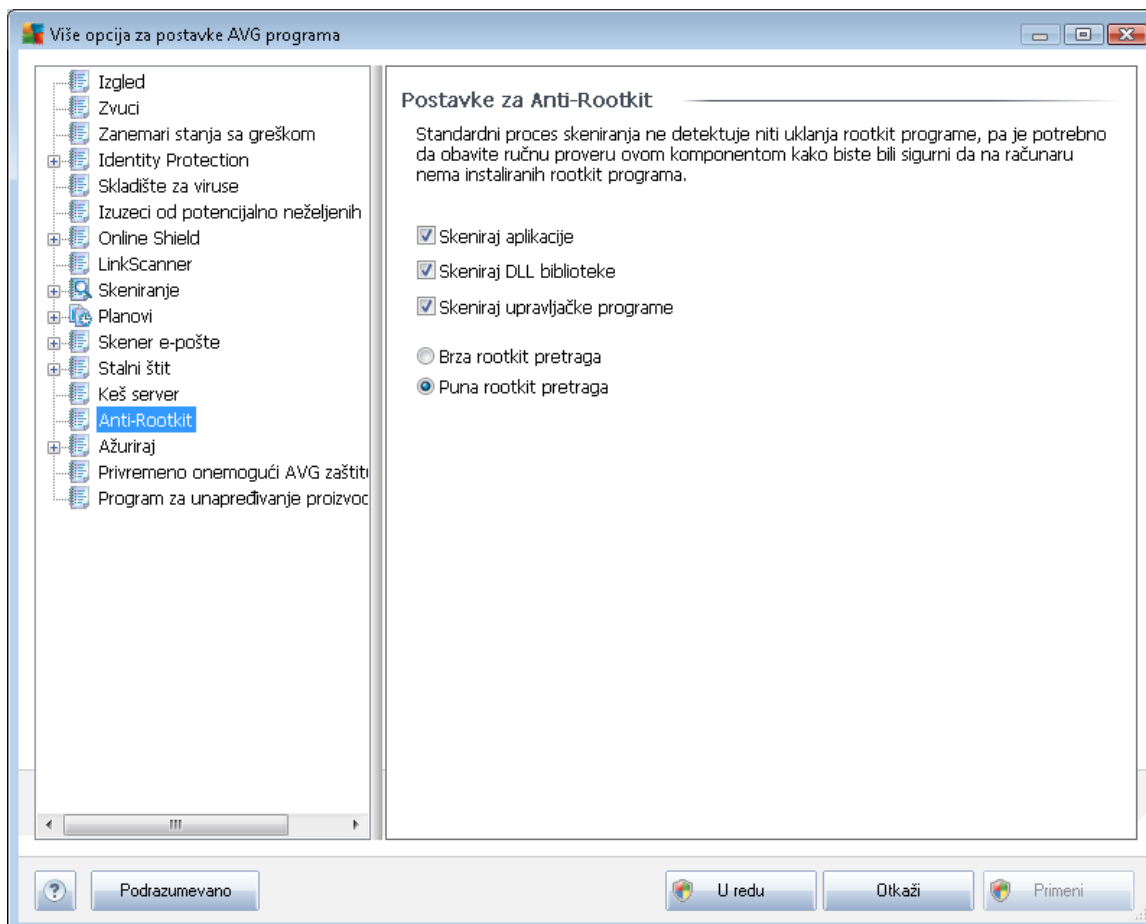 Više opcija za postavke AVG programa
Izgled
Zvuci
Zanemari stanja sa greškom
Identity Protection
Skladište za viruse
Izuzeci od potencijalno neželjenih
Online Shield
LinkScanner
Skeniranje
Planovi
Skener e-pošte
Stalni štit
Keš server
Anti-Rootkit
Ažuriraj
Privremeno onemogući AVG zaštitu
Program za unapređivanje proizvod
Postavke za Anti-Rootkit
Standardni proces skeniranja ne detektuje niti uklanja rootkit programe, pa je potrebno
da obavite ručnu proveru ovom komponentom kako biste bili sigurni da na računaru
nema instaliranih rootkit programa.
Skeniraj aplikacije
Skeniraj DLL biblioteke
Skeniraj upravljačke programe
Brza rootkit pretraga
Puna rootkit pretraga
?
Podrazumevano
U redu
Otkaži
Primeni